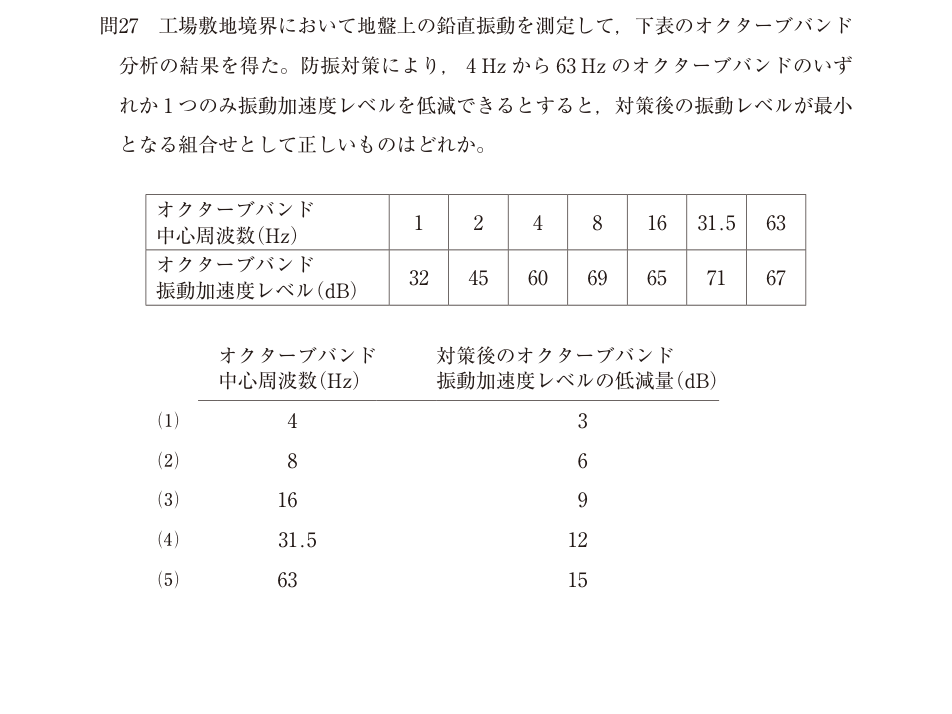 問27　工場敷地境界において地盤上の鉛直振動を測定して，下表のオクターブバンド
分析の結果を得た。防振対策により， 4 Hz から 63 Hz のオクターブバンドのいず
れか 1 つのみ振動加速度レベルを低減できるとすると，対策後の振動レベルが最小
となる組合せとして正しいものはどれか。
オクターブバンド
中心周波数(Hz) 1 2 4 8 16 31.5 63
オクターブバンド
振動加速度レベル(dB) 32 45 60 69 65 71 67
オクターブバンド 対策後のオクターブバンド
中心周波数(Hz) 振動加速度レベルの低減量(dB)
(1) 4 3
(2) 8 6
(3) 16 9
(4) 31.5 12
(5) 63 15